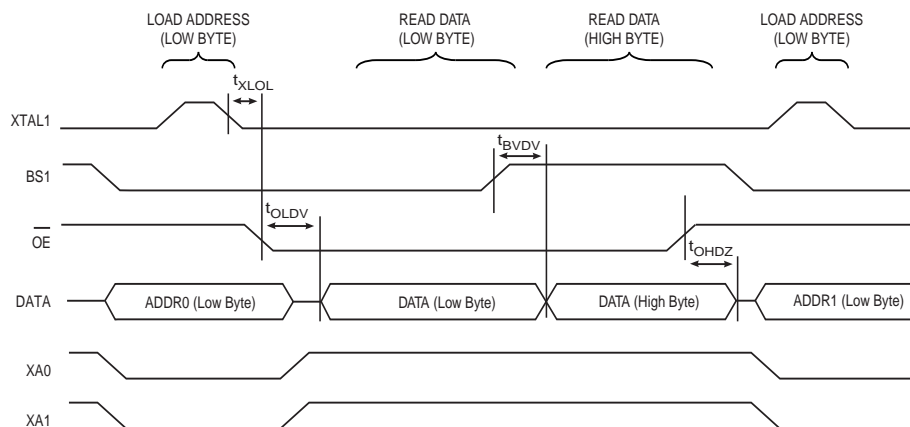 LOAD ADDRESS
(LOW BYTE)
READ DATA
(LOW BYTE)
READ DATA
(HIGH BYTE)
LOAD ADDRESS
(LOW BYTE)
tXLOL
XTAL1
tBVDV
BS1
tOLDV
OE
tOHDZ
DATA
ADDR0 (Low Byte)
DATA (Low Byte)
DATA (High Byte)
ADDR1 (Low Byte)
XA0
XA1